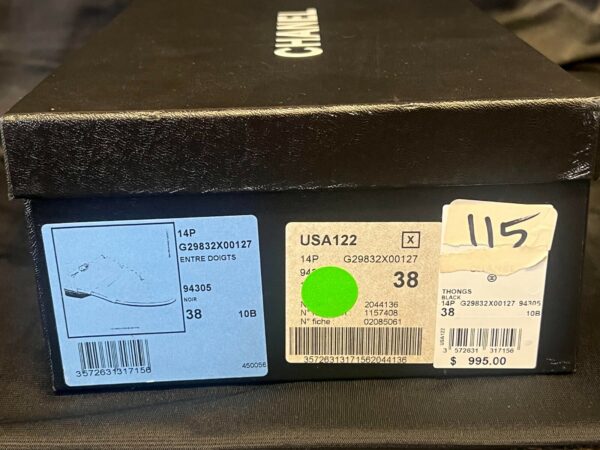 CHANEL
14P
G29832X00127
ENTRE DOIGTS
94305
NOIR
38 10B
3572631317156
450056
USA122 X
14P G29832X00127
38
2044136
1157408
N° fiche : 02085061
35726313171562044136
115
THONGS
BLACK
14P G29832X00127 94305
38 10B
USA122
3 572631 317156
$ 995.00